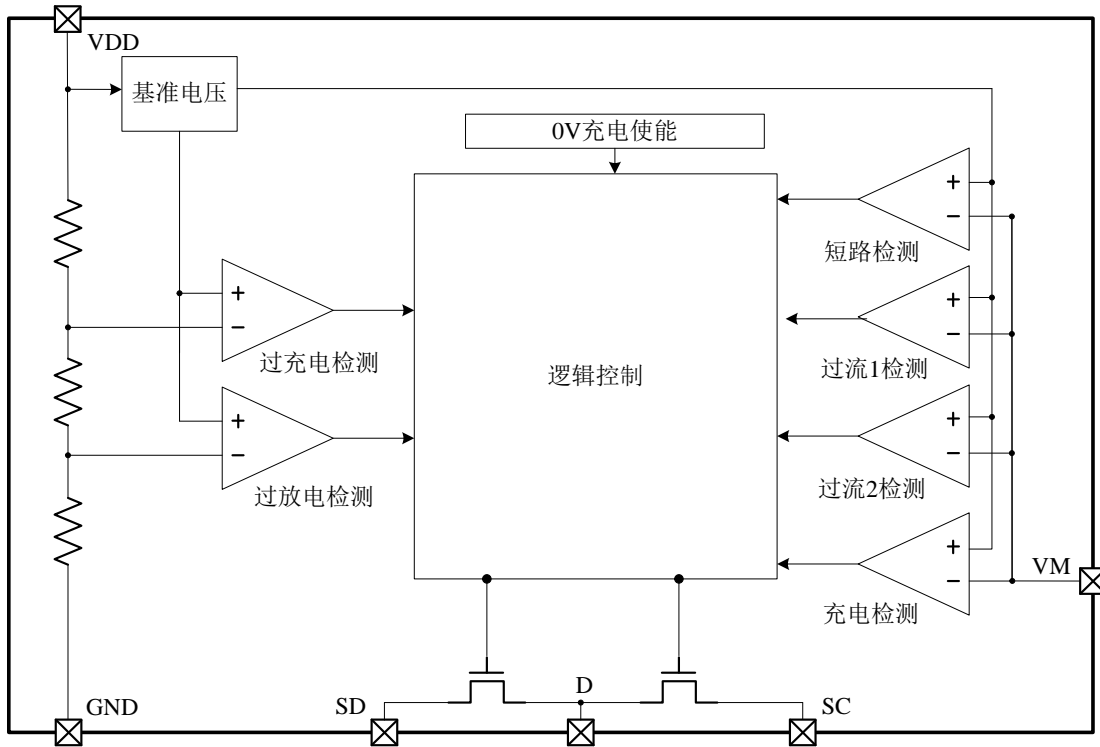 VDD
基准电压
0V充电使能
+
−
短路检测
+
−
过充电检测
+
−
过流1检测
逻辑控制
+
−
过放电检测
+
−
过流2检测
+
−
充电检测
VM
GND
SD
D
SC